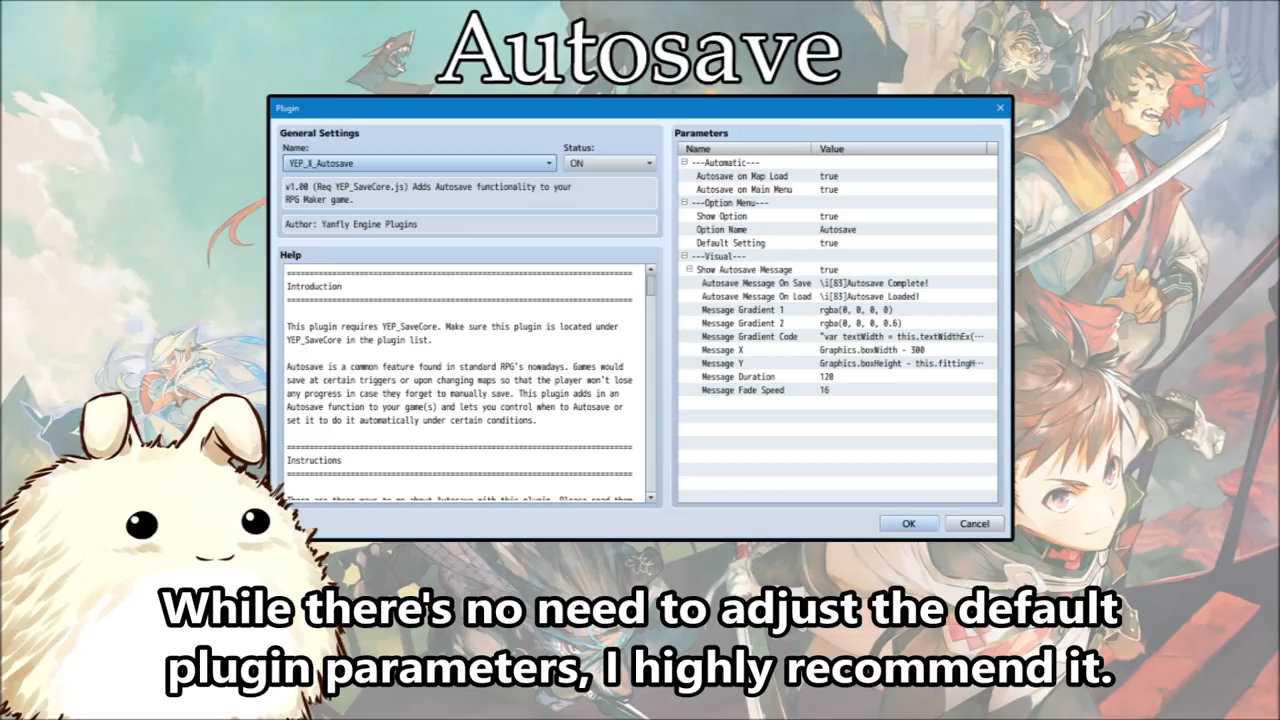 Autosave
Plugin
General Settings
Name:
Status:
YEP_X_Autosave
ON
v1.00 (Req YEP_SaveCore.js) Adds Autosave functionality to your
RPG Maker game.
Author: Yanfly Engine Plugins
Help
===============================================================
Introduction
===============================================================
This plugin requires YEP_SaveCore. Make sure this plugin is located under
YEP_SaveCore in the plugin list.
Autosave is a common feature found in standard RPG's nowadays. Games would
save at certain triggers or upon changing maps so that the player won't lose
any progress in case they forget to manually save. This plugin adds in an
Autosave function to your game(s) and lets you control when to Autosave or
set it to do it automatically under certain conditions.
===============================================================
Instructions
===============================================================
Parameters
Name Value
---Automatic---
Autosave on Map Load true
Autosave on Main Menu true
---Option Menu---
Show Option true
Option Name Autosave
Default Setting true
---Visual---
Show Autosave Message true
Autosave Message On Save \i[83]Autosave Complete!
Autosave Message On Load \i[83]Autosave Loaded!
Message Gradient 1 rgba(0, 0, 0, 0)
Message Gradient 2 rgba(0, 0, 0, 0.6)
Message Gradient Code "var textWidth = this.textWidthEx(…
Message X Graphics.boxWidth - 300
Message Y Graphics.boxHeight - this.fittingH…
Message Duration 120
Message Fade Speed 16
OK
Cancel
While there's no need to adjust the default
plugin parameters, I highly recommend it.